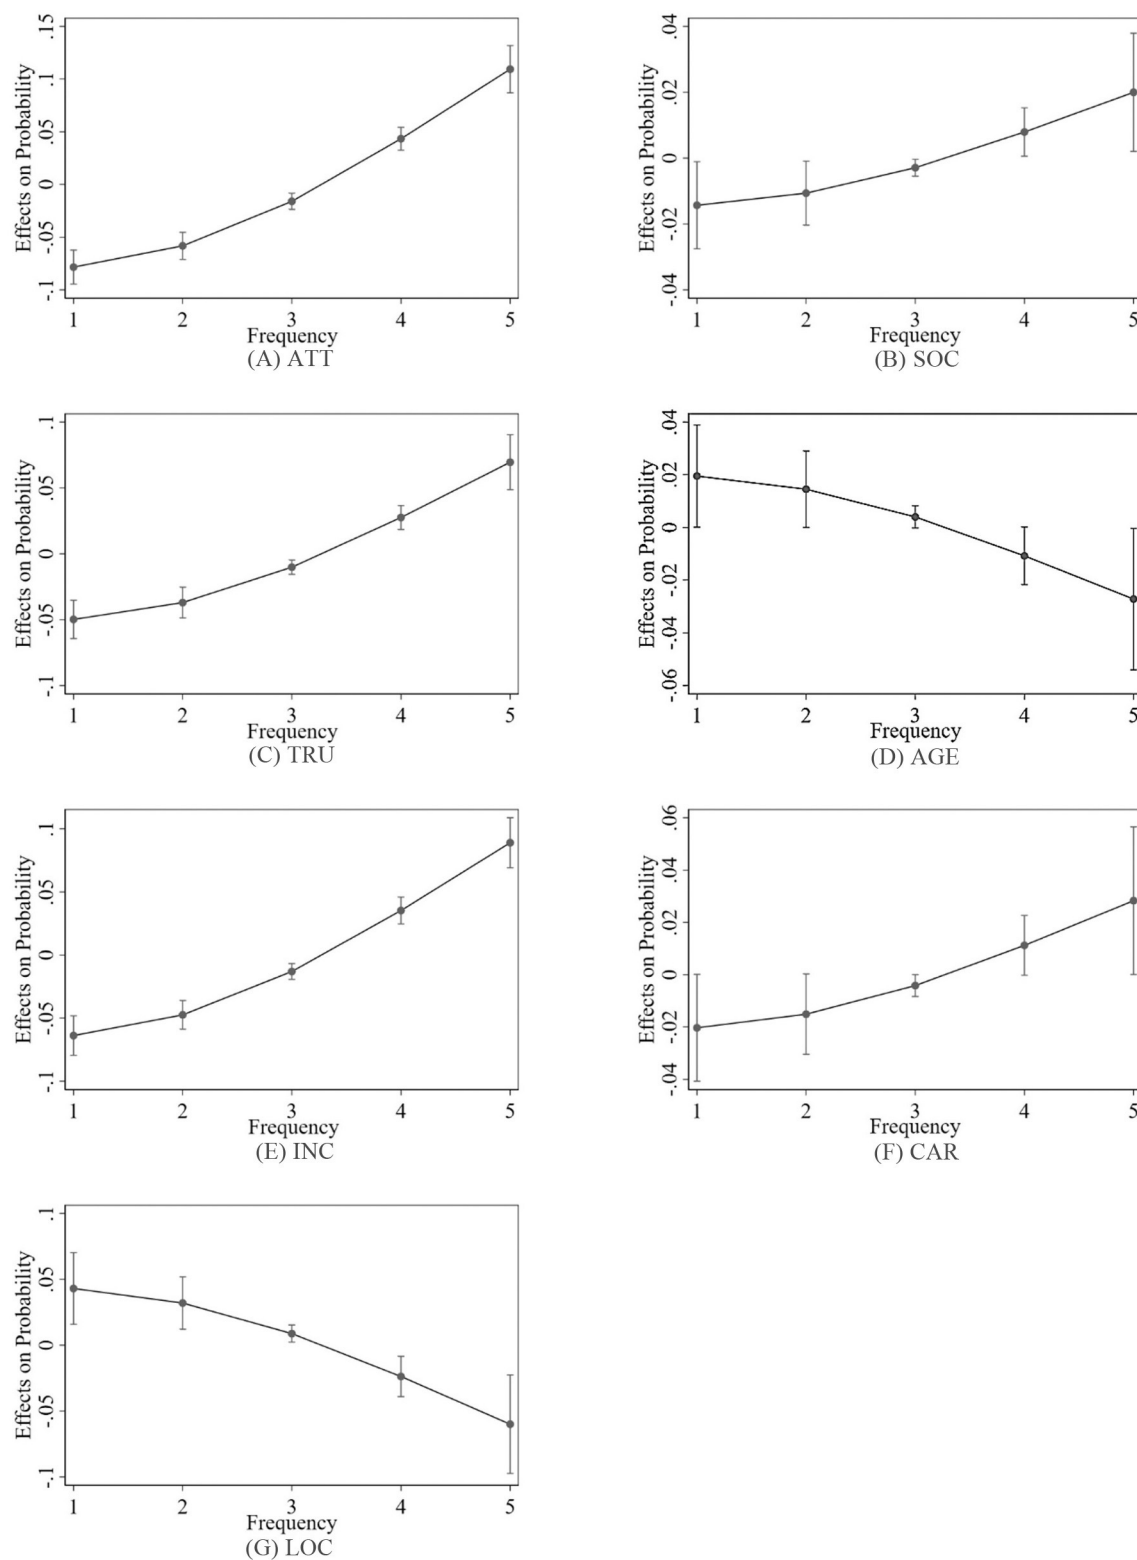 Effects on Probability
.15
.1
.05
0
-.05
-.1
1 2 3 4 5
Frequency
(A) ATT
Effects on Probability
.04
.02
0
-.02
-.04
1 2 3 4 5
Frequency
(B) SOC
Effects on Probability
.1
.05
0
-.05
-.1
1 2 3 4 5
Frequency
(C) TRU
Effects on Probability
.04
.02
0
-.02
-.04
-.06
1 2 3 4 5
Frequency
(D) AGE
Effects on Probability
.1
.05
0
-.05
-.1
1 2 3 4 5
Frequency
(E) INC
Effects on Probability
.06
.04
.02
0
-.02
-.04
1 2 3 4 5
Frequency
(F) CAR
Effects on Probability
.1
.05
0
-.05
-.1
1 2 3 4 5
Frequency
(G) LOC